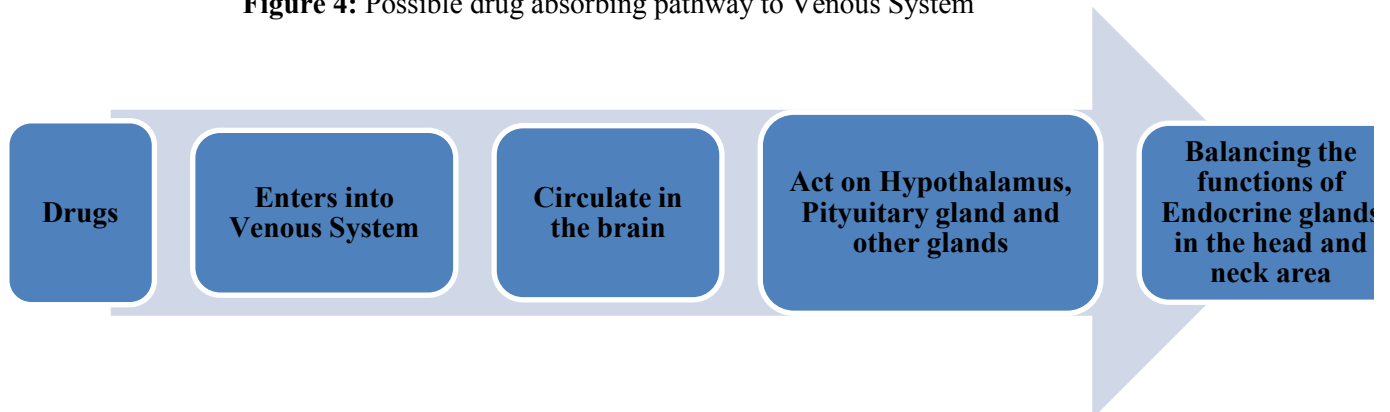 Figure 4: Possible drug absorbing pathway to Venous System
Drugs
Enters into
Venous System
Circulate in
the brain
Act on Hypothalamus,
Pityuitary gland and
other glands
Balancing the
functions of
Endocrine glands
in the head and
neck area